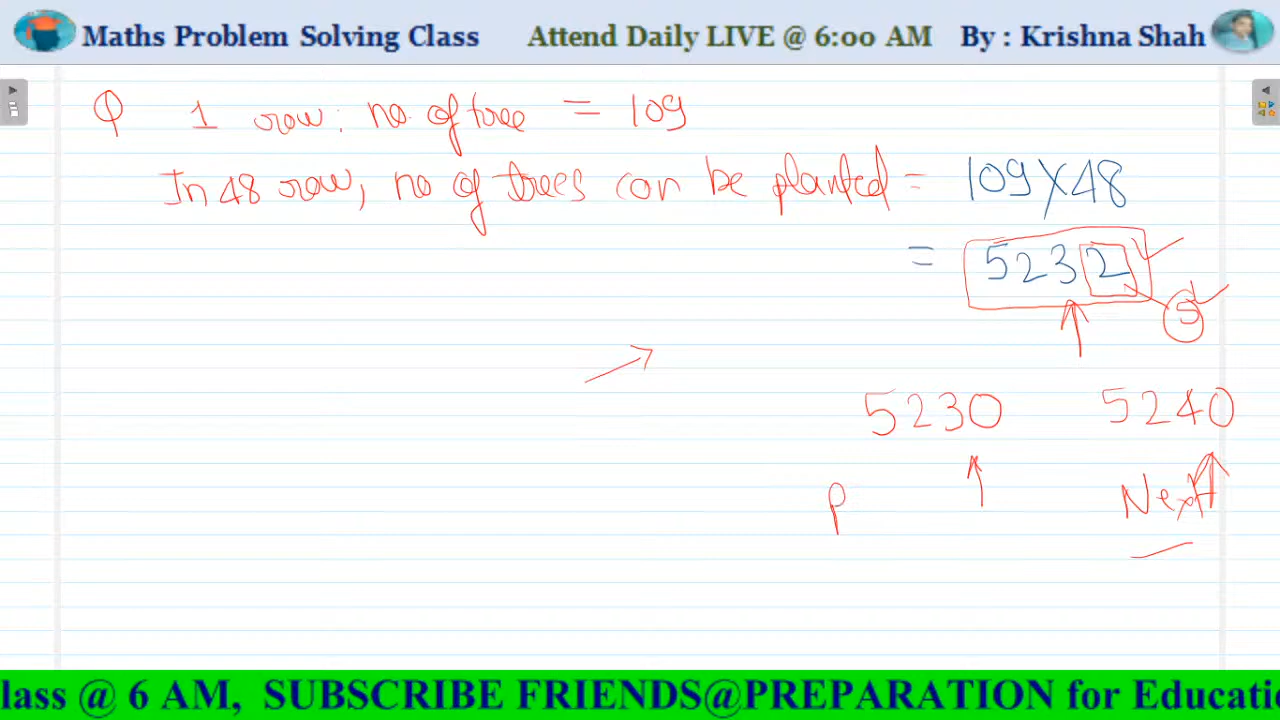 Maths Problem Solving Class Attend Daily LIVE @ 6:00 AM By : Krishna Shah
Q 1 row: no. of tree = 109
In 48 row, no of trees can be planted = 109 X 48
= 5232
5
5230 5240
P Next
lass @ 6 AM, SUBSCRIBE FRIENDS@PREPARATION for Educatio